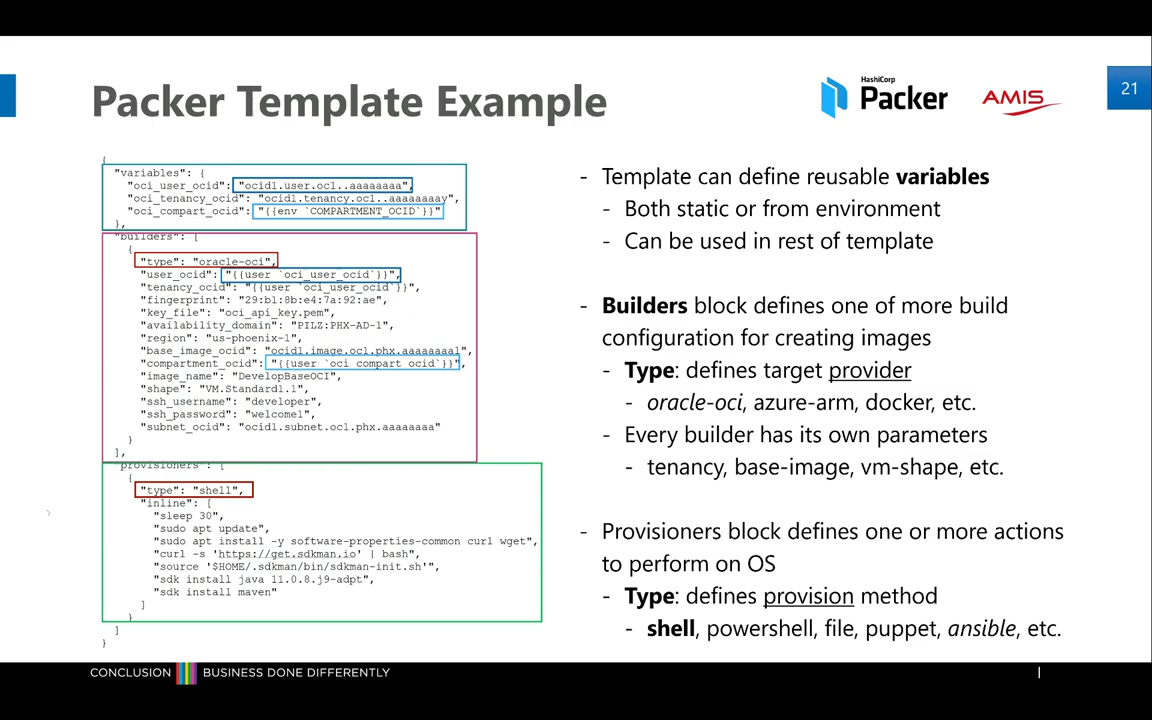 Packer Template Example
HashiCorp
Packer
AMIS
21
{
"variables": {
"oci_user_ocid": "ocid1.user.oc1..aaaaaaaa",
"oci_tenancy_ocid": "ocid1.tenancy.oc1..aaaaaaaay",
"oci_compart_ocid": "{{env `COMPARTMENT_OCID`}}"
},
"builders": [
{
"type": "oracle-oci",
"user_ocid": "{{user `oci_user_ocid`}}",
"tenancy_ocid": "{{user `oci_user_ocid`}}",
"fingerprint": "29:b1:8b:e4:7a:92:ae",
"key_file": "oci_api_key.pem",
"availability_domain": "PILZ:PHX-AD-1",
"region": "us-phoenix-1",
"base_image_ocid": "ocid1.image.oc1.phx.aaaaaaaal",
"compartment_ocid": "{{user `oci compart ocid`}}",
"image_name": "DevelopBaseOCI",
"shape": "VM.Standard1.1",
"ssh_username": "developer",
"ssh_password": "welcome1",
"subnet_ocid": "ocid1.subnet.oc1.phx.aaaaaaaa"
}
],
"provisioners": [
{
"type": "shell",
"inline": [
"sleep 30",
"sudo apt update",
"sudo apt install -y software-properties-common curl wget",
"curl -s 'https://get.sdkman.io' | bash",
"source '$HOME/.sdkman/bin/sdkman-init.sh'",
"sdk install java 11.0.8.j9-adpt",
"sdk install maven"
]
}
]
}
- Template can define reusable variables
- Both static or from environment
- Can be used in rest of template
- Builders block defines one of more build
configuration for creating images
- Type: defines target provider
- oracle-oci, azure-arm, docker, etc.
- Every builder has its own parameters
- tenancy, base-image, vm-shape, etc.
- Provisioners block defines one or more actions
to perform on OS
- Type: defines provision method
- shell, powershell, file, puppet, ansible, etc.
CONCLUSION BUSINESS DONE DIFFERENTLY
|